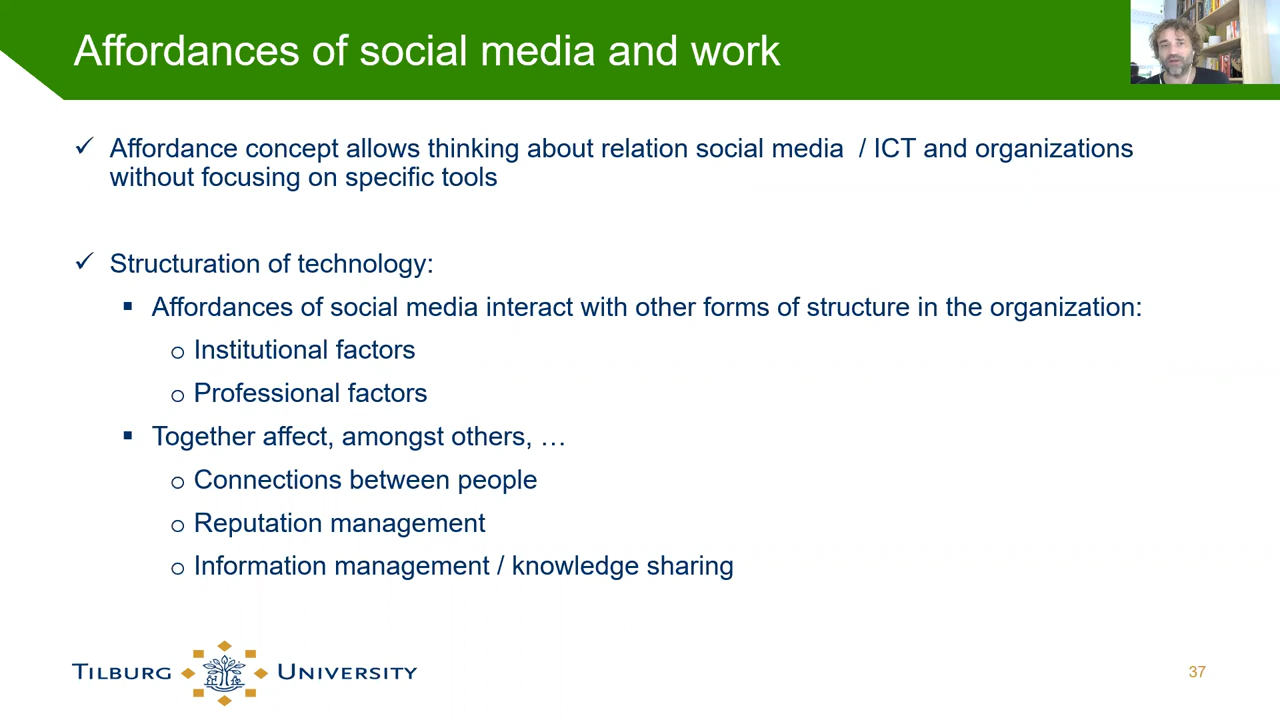 Affordances of social media and work
✓ Affordance concept allows thinking about relation social media / ICT and organizations
without focusing on specific tools
✓ Structuration of technology:
▪ Affordances of social media interact with other forms of structure in the organization:
o Institutional factors
o Professional factors
▪ Together affect, amongst others, …
o Connections between people
o Reputation management
o Information management / knowledge sharing
TILBURG UNIVERSITY
37